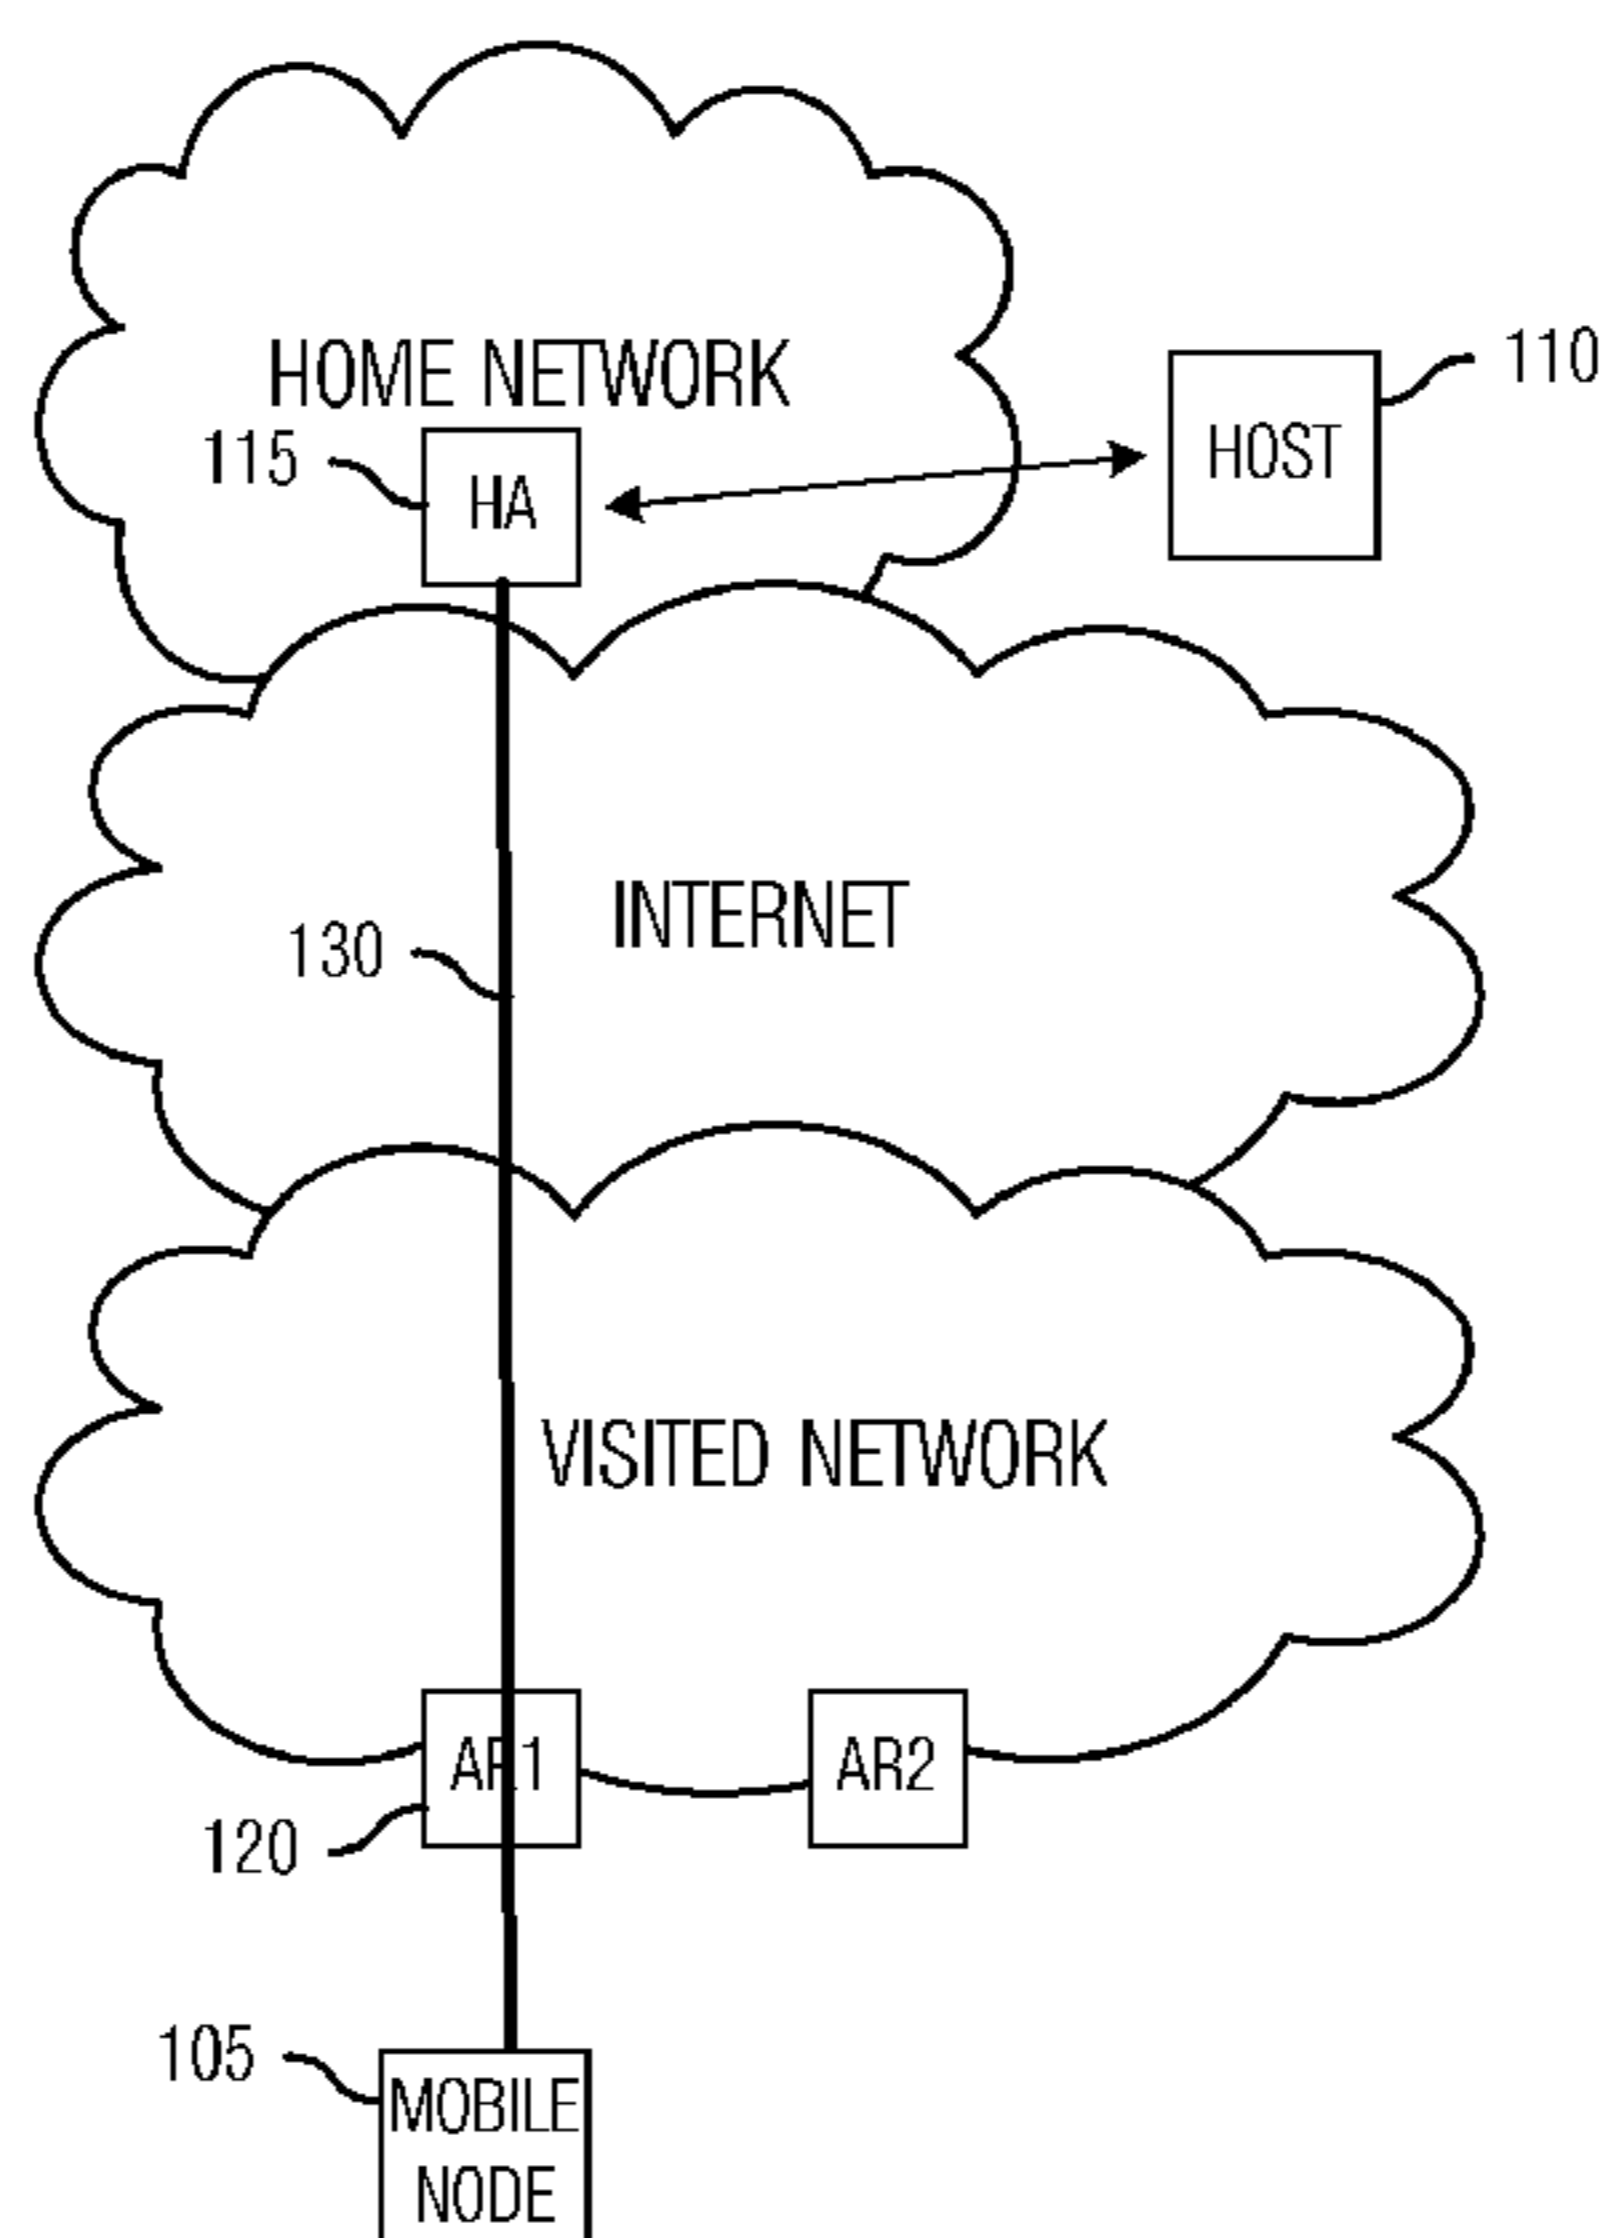 HOME NETWORK
110
HOST
115
HA
INTERNET
130
VISITED NETWORK
AR1
AR2
120
105
MOBILE
NODE